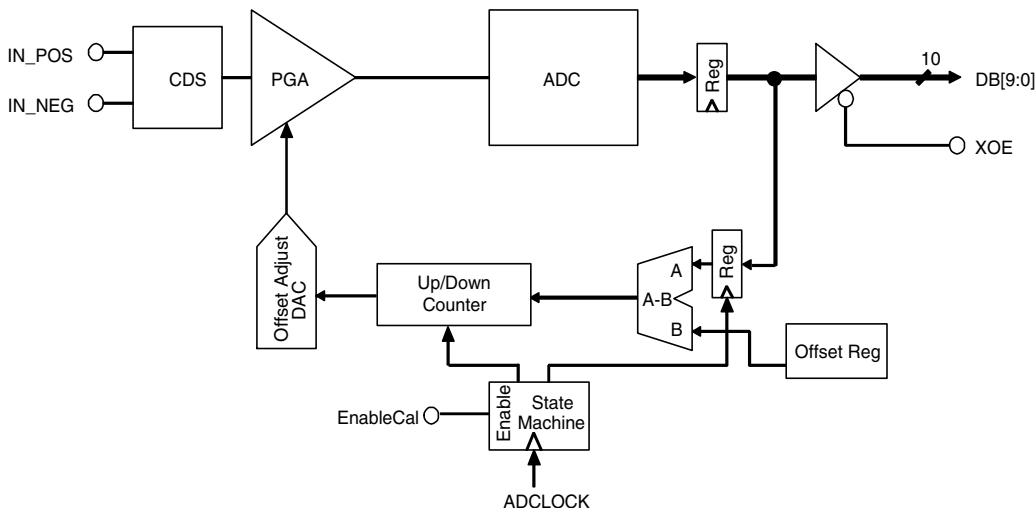 IN_POS
IN_NEG
CDS
PGA
ADC
Reg
10
DB[9:0]
XOE
Offset Adjust
DAC
Up/Down
Counter
A
A-B
B
Reg
Offset Reg
EnableCal
Enable
State
Machine
ADCLOCK